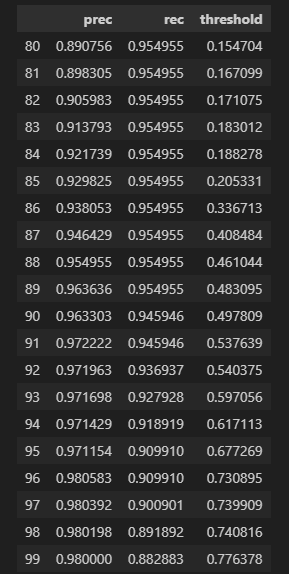 prec rec threshold
80 0.890756 0.954955 0.154704
81 0.898305 0.954955 0.167099
82 0.905983 0.954955 0.171075
83 0.913793 0.954955 0.183012
84 0.921739 0.954955 0.188278
85 0.929825 0.954955 0.205331
86 0.938053 0.954955 0.336713
87 0.946429 0.954955 0.408484
88 0.954955 0.954955 0.461044
89 0.963636 0.954955 0.483095
90 0.963303 0.945946 0.497809
91 0.972222 0.945946 0.537639
92 0.971963 0.936937 0.540375
93 0.971698 0.927928 0.597056
94 0.971429 0.918919 0.617113
95 0.971154 0.909910 0.677269
96 0.980583 0.909910 0.730895
97 0.980392 0.900901 0.739909
98 0.980198 0.891892 0.740816
99 0.980000 0.882883 0.776378